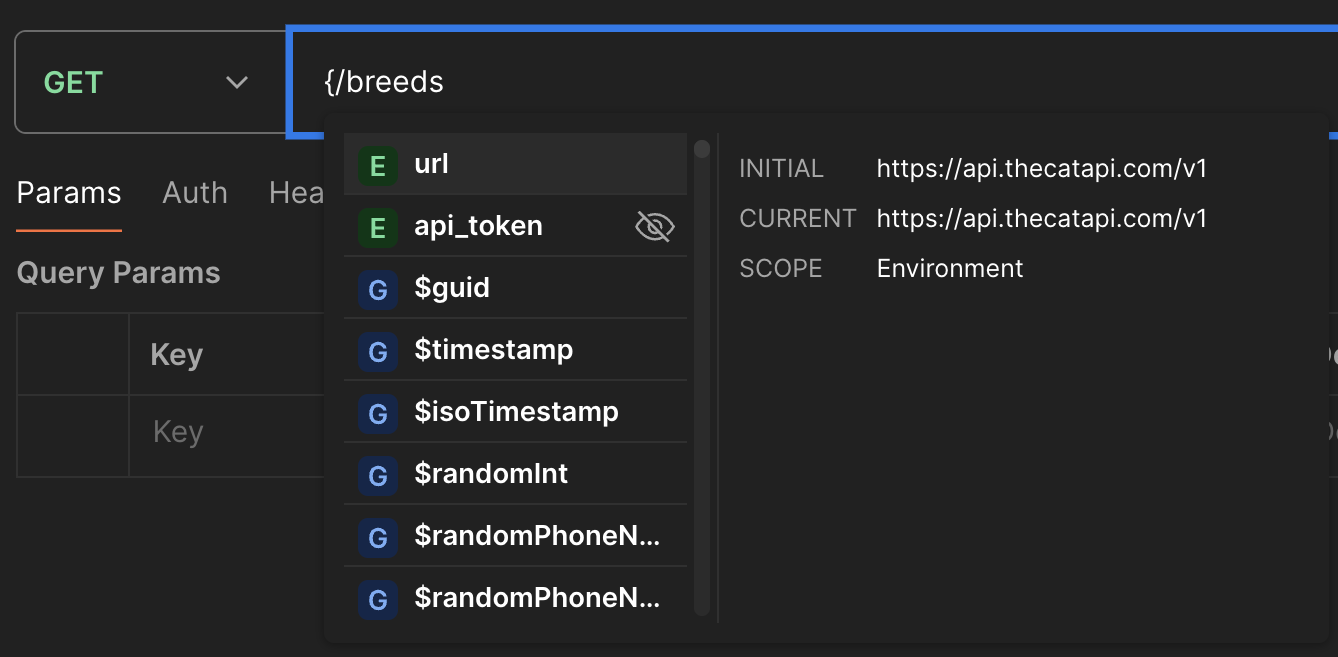 GET
{/breeds
Params Auth Hea
Query Params
Key
Key
E url
E api_token
G $guid
G $timestamp
G $isoTimestamp
G $randomInt
G $randomPhoneN...
G $randomPhoneN...
INITIAL https://api.thecatapi.com/v1
CURRENT https://api.thecatapi.com/v1
SCOPE Environment